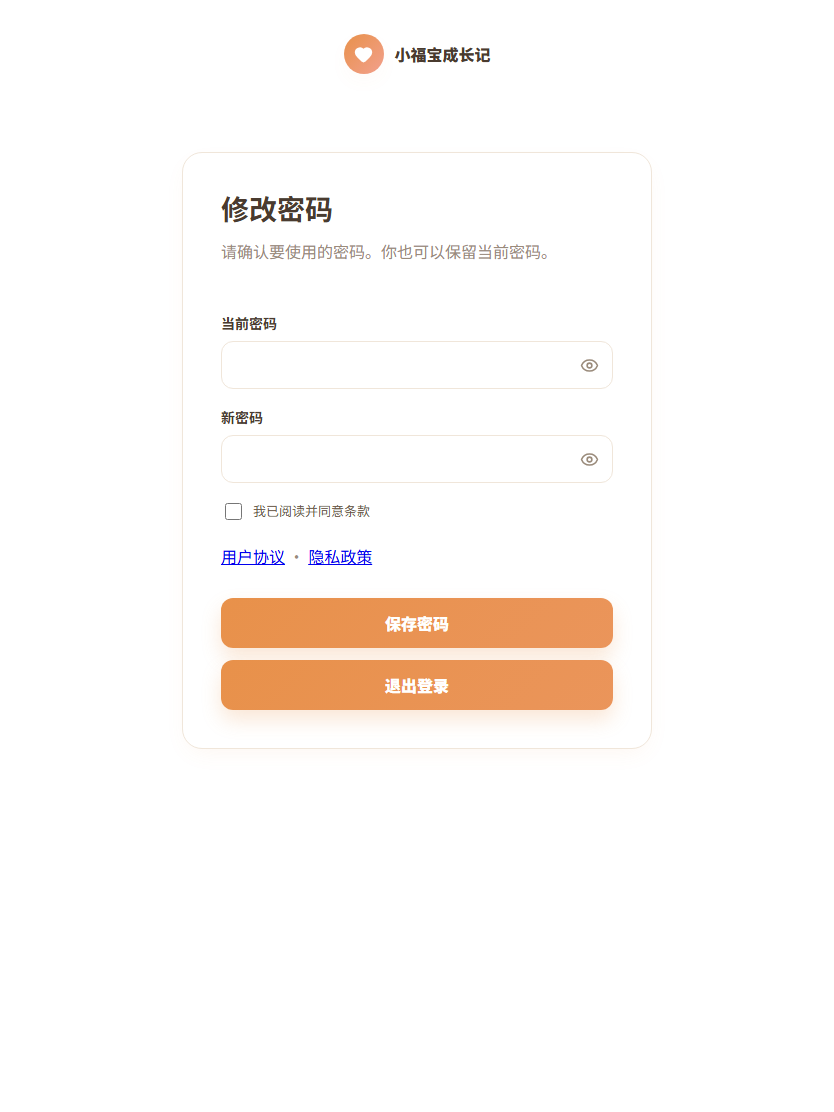 小福宝成长记
修改密码
请确认要使用的密码。你也可以保留当前密码。
当前密码
新密码
我已阅读并同意条款
用户协议 • 隐私政策
保存密码
退出登录